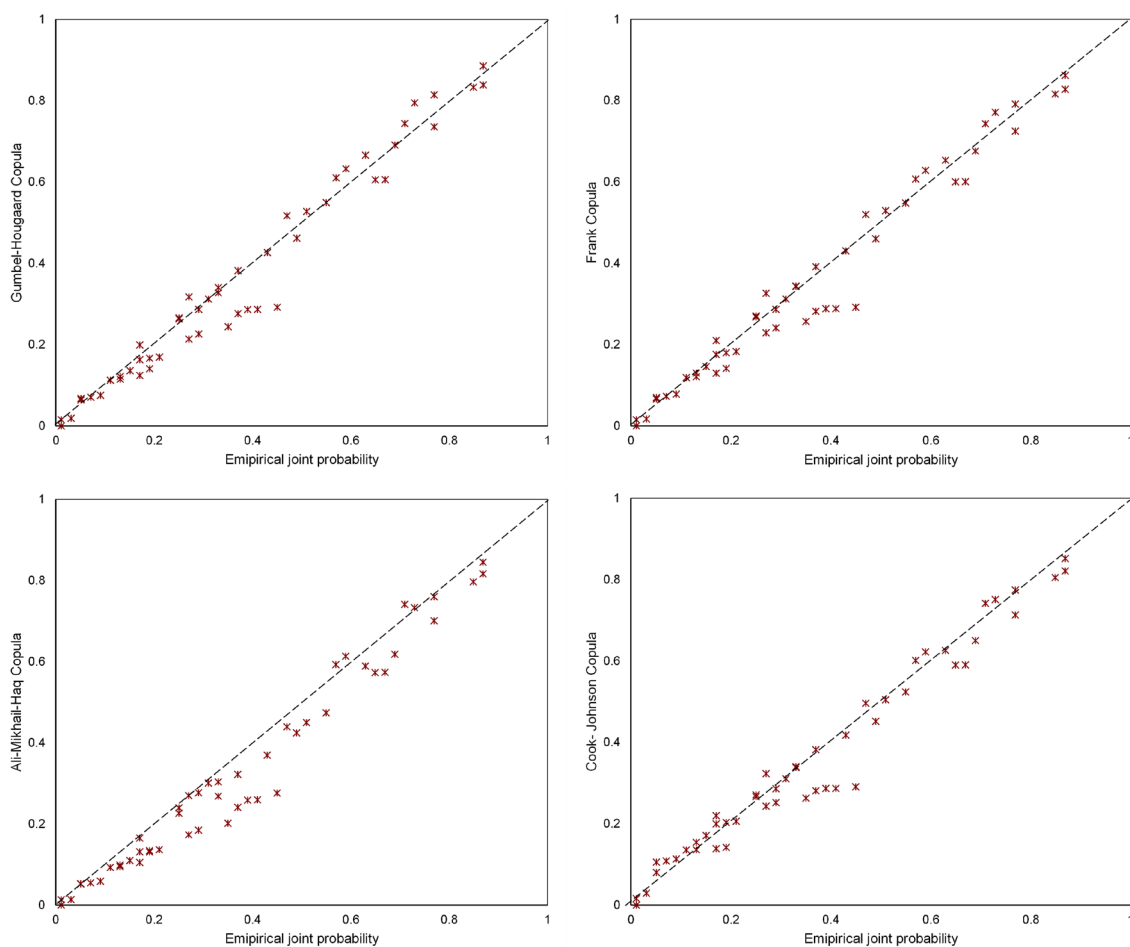 1
0.8
0.6
0.4
0.2
0
Gumbel-Hougaard Copula
0 0.2 0.4 0.6 0.8 1
Emipirical joint probability
1
0.8
0.6
0.4
0.2
0
Frank Copula
0 0.2 0.4 0.6 0.8 1
Emipirical joint probability
1
0.8
0.6
0.4
0.2
0
Ali-Mikhail-Haq Copula
0 0.2 0.4 0.6 0.8 1
Emipirical joint probability
1
0.8
0.6
0.4
0.2
0
Cook- Johnson Copula
0 0.2 0.4 0.6 0.8 1
Emipirical joint probability